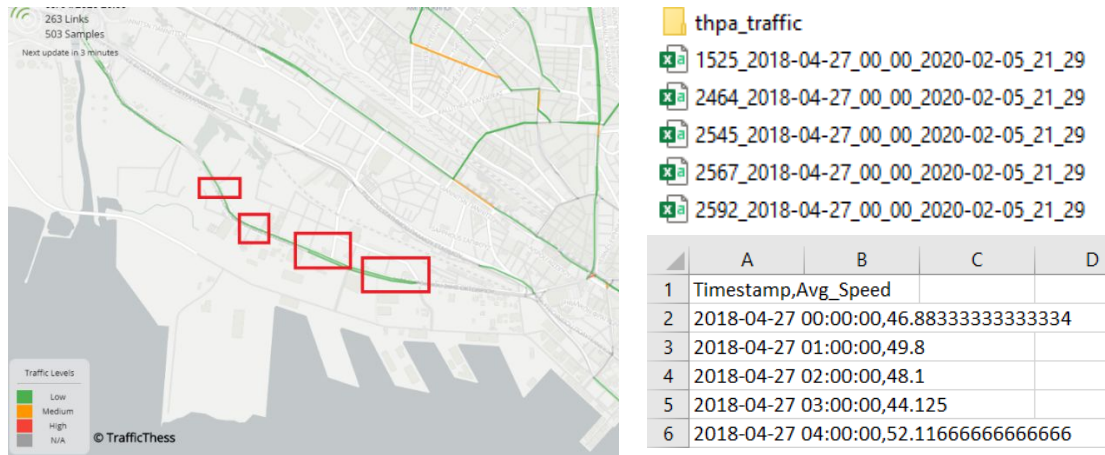 263 Links
503 Samples
Next update in 3 minutes
Traffic Levels
Low
Medium
High
N/A
© TrafficThess
thpa_traffic
1525_2018-04-27_00_00_2020-02-05_21_29
2464_2018-04-27_00_00_2020-02-05_21_29
2545_2018-04-27_00_00_2020-02-05_21_29
2567_2018-04-27_00_00_2020-02-05_21_29
2592_2018-04-27_00_00_2020-02-05_21_29
A B C D
1 Timestamp,Avg_Speed
2 2018-04-27 00:00:00,46.88333333333334
3 2018-04-27 01:00:00,49.8
4 2018-04-27 02:00:00,48.1
5 2018-04-27 03:00:00,44.125
6 2018-04-27 04:00:00,52.11666666666666